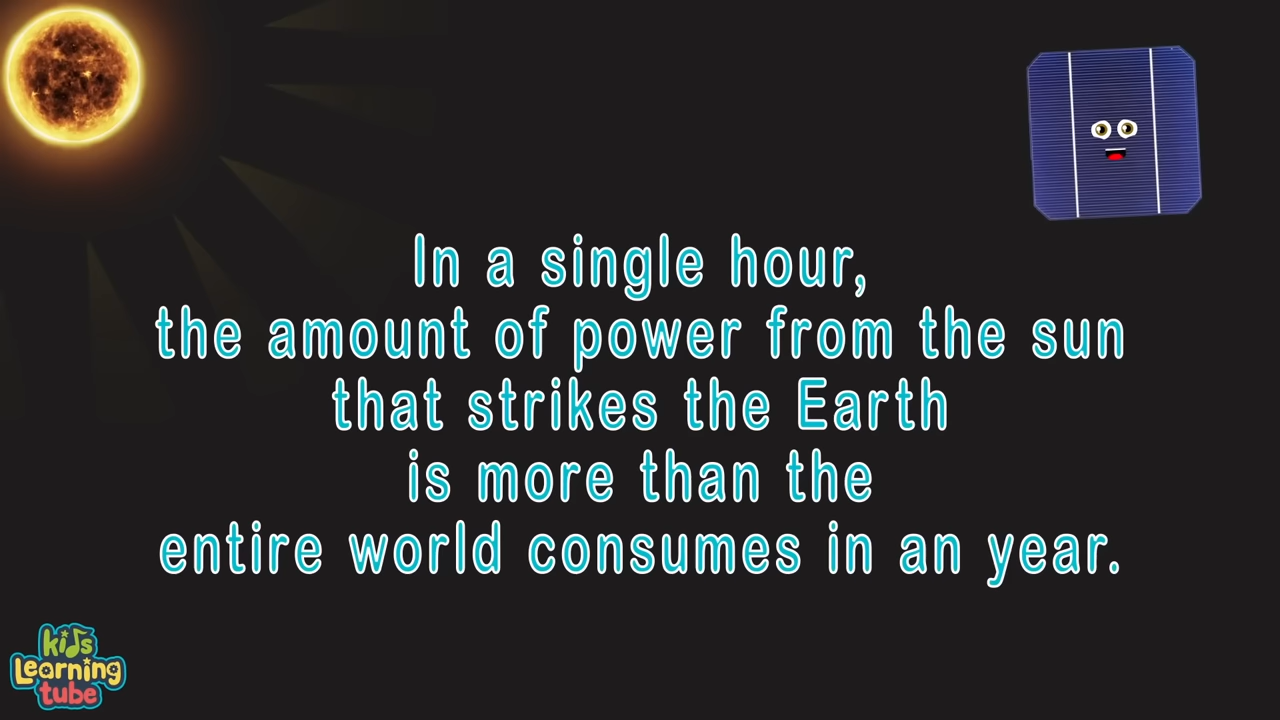 In a single hour,
the amount of power from the sun
that strikes the Earth
is more than the
entire world consumes in an year.
kids
Learning
tube